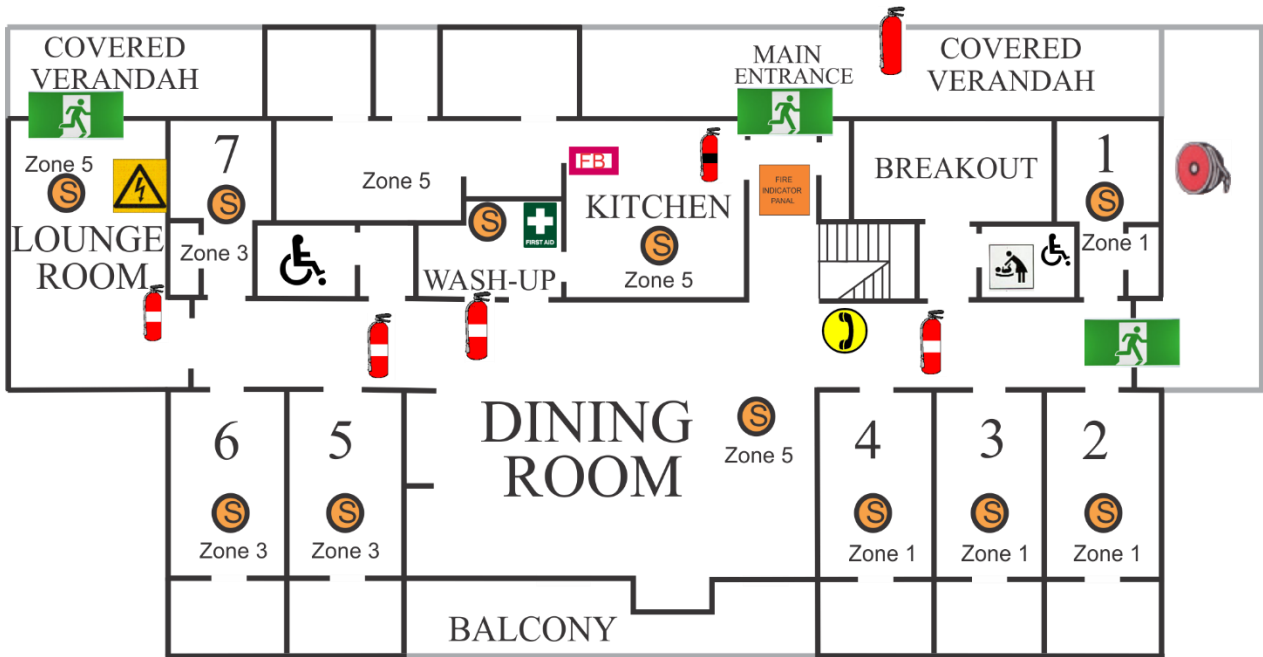 COVERED
VERANDAH
MAIN
ENTRANCE
COVERED
VERANDAH
Zone 5
S
LOUNGE
ROOM
7
S
Zone 3
Zone 5
S
FIRST AID
WASH-UP
FB
KITCHEN
S
Zone 5
FIRE
INDICATOR
PANAL
BREAKOUT
1
S
Zone 1
6
S
Zone 3
5
S
Zone 3
DINING
ROOM
S
Zone 5
4
S
Zone 1
3
S
Zone 1
2
S
Zone 1
BALCONY